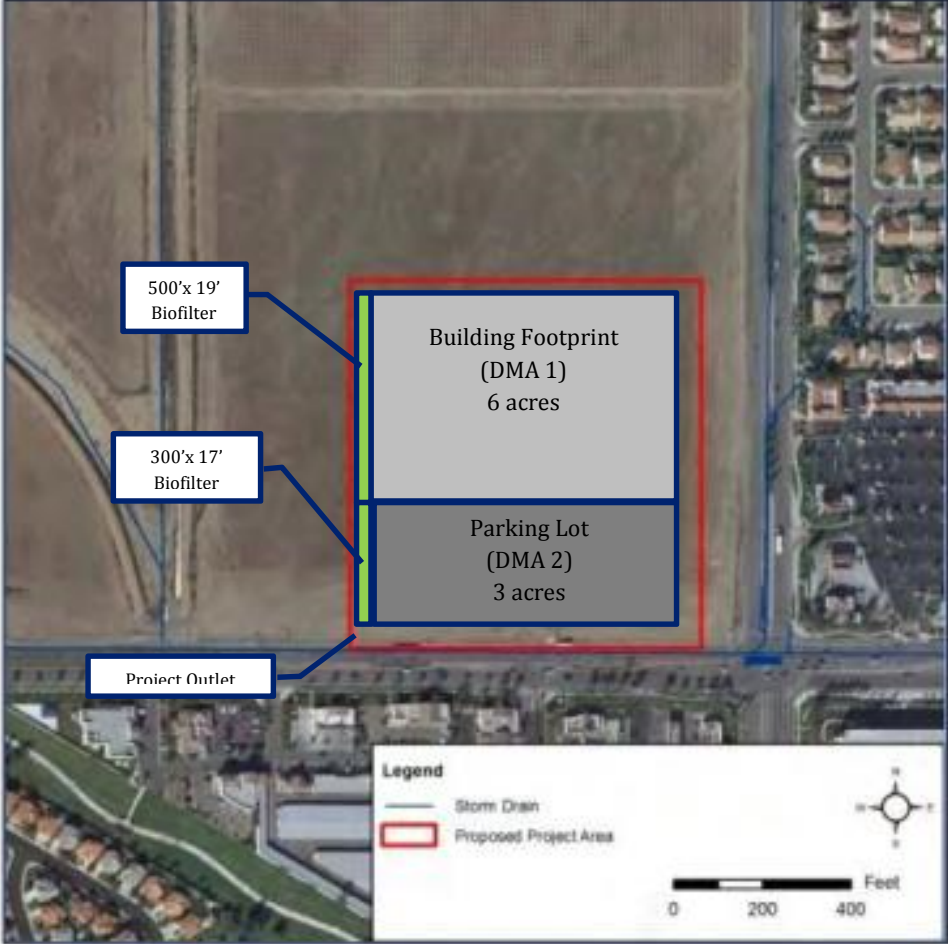 500’x 19’
Biofilter
Building Footprint
(DMA 1)
6 acres
300’x 17’
Biofilter
Parking Lot
(DMA 2)
3 acres
Project Outlet
Legend
Storm Drain
Proposed Project Area
N
W
E
S
Feet
0 200 400